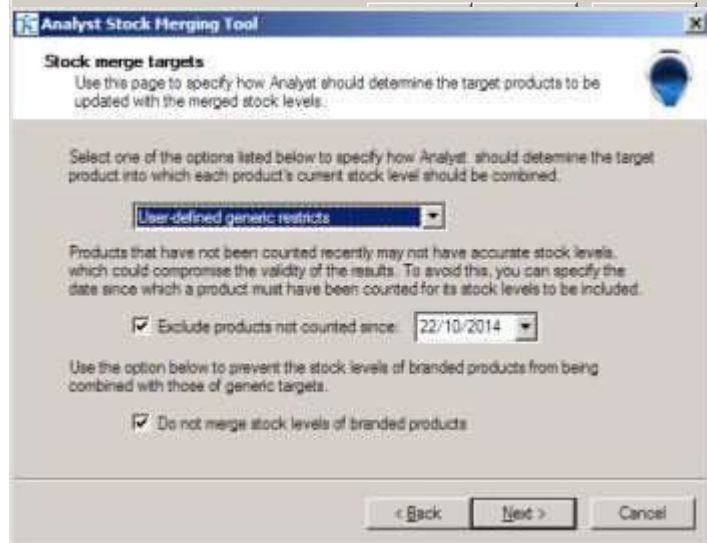 Analyst Stock Merging Tool
Stock merge targets
Use this page to specify how Analyst should determine the target products to be
updated with the merged stock levels.
Select one of the options listed below to specify how Analyst should determine the target
product into which each product's current stock level should be combined.
User-defined generic restricts
Products that have not been counted recently may not have accurate stock levels,
which could compromise the validity of the results. To avoid this, you can specify the
date since which a product must have been counted for its stock levels to be included.
Exclude products not counted since: 22/10/2014
Use the option below to prevent the stock levels of branded products from being
combined with those of generic targets.
Do not merge stock levels of branded products
< Back Next > Cancel